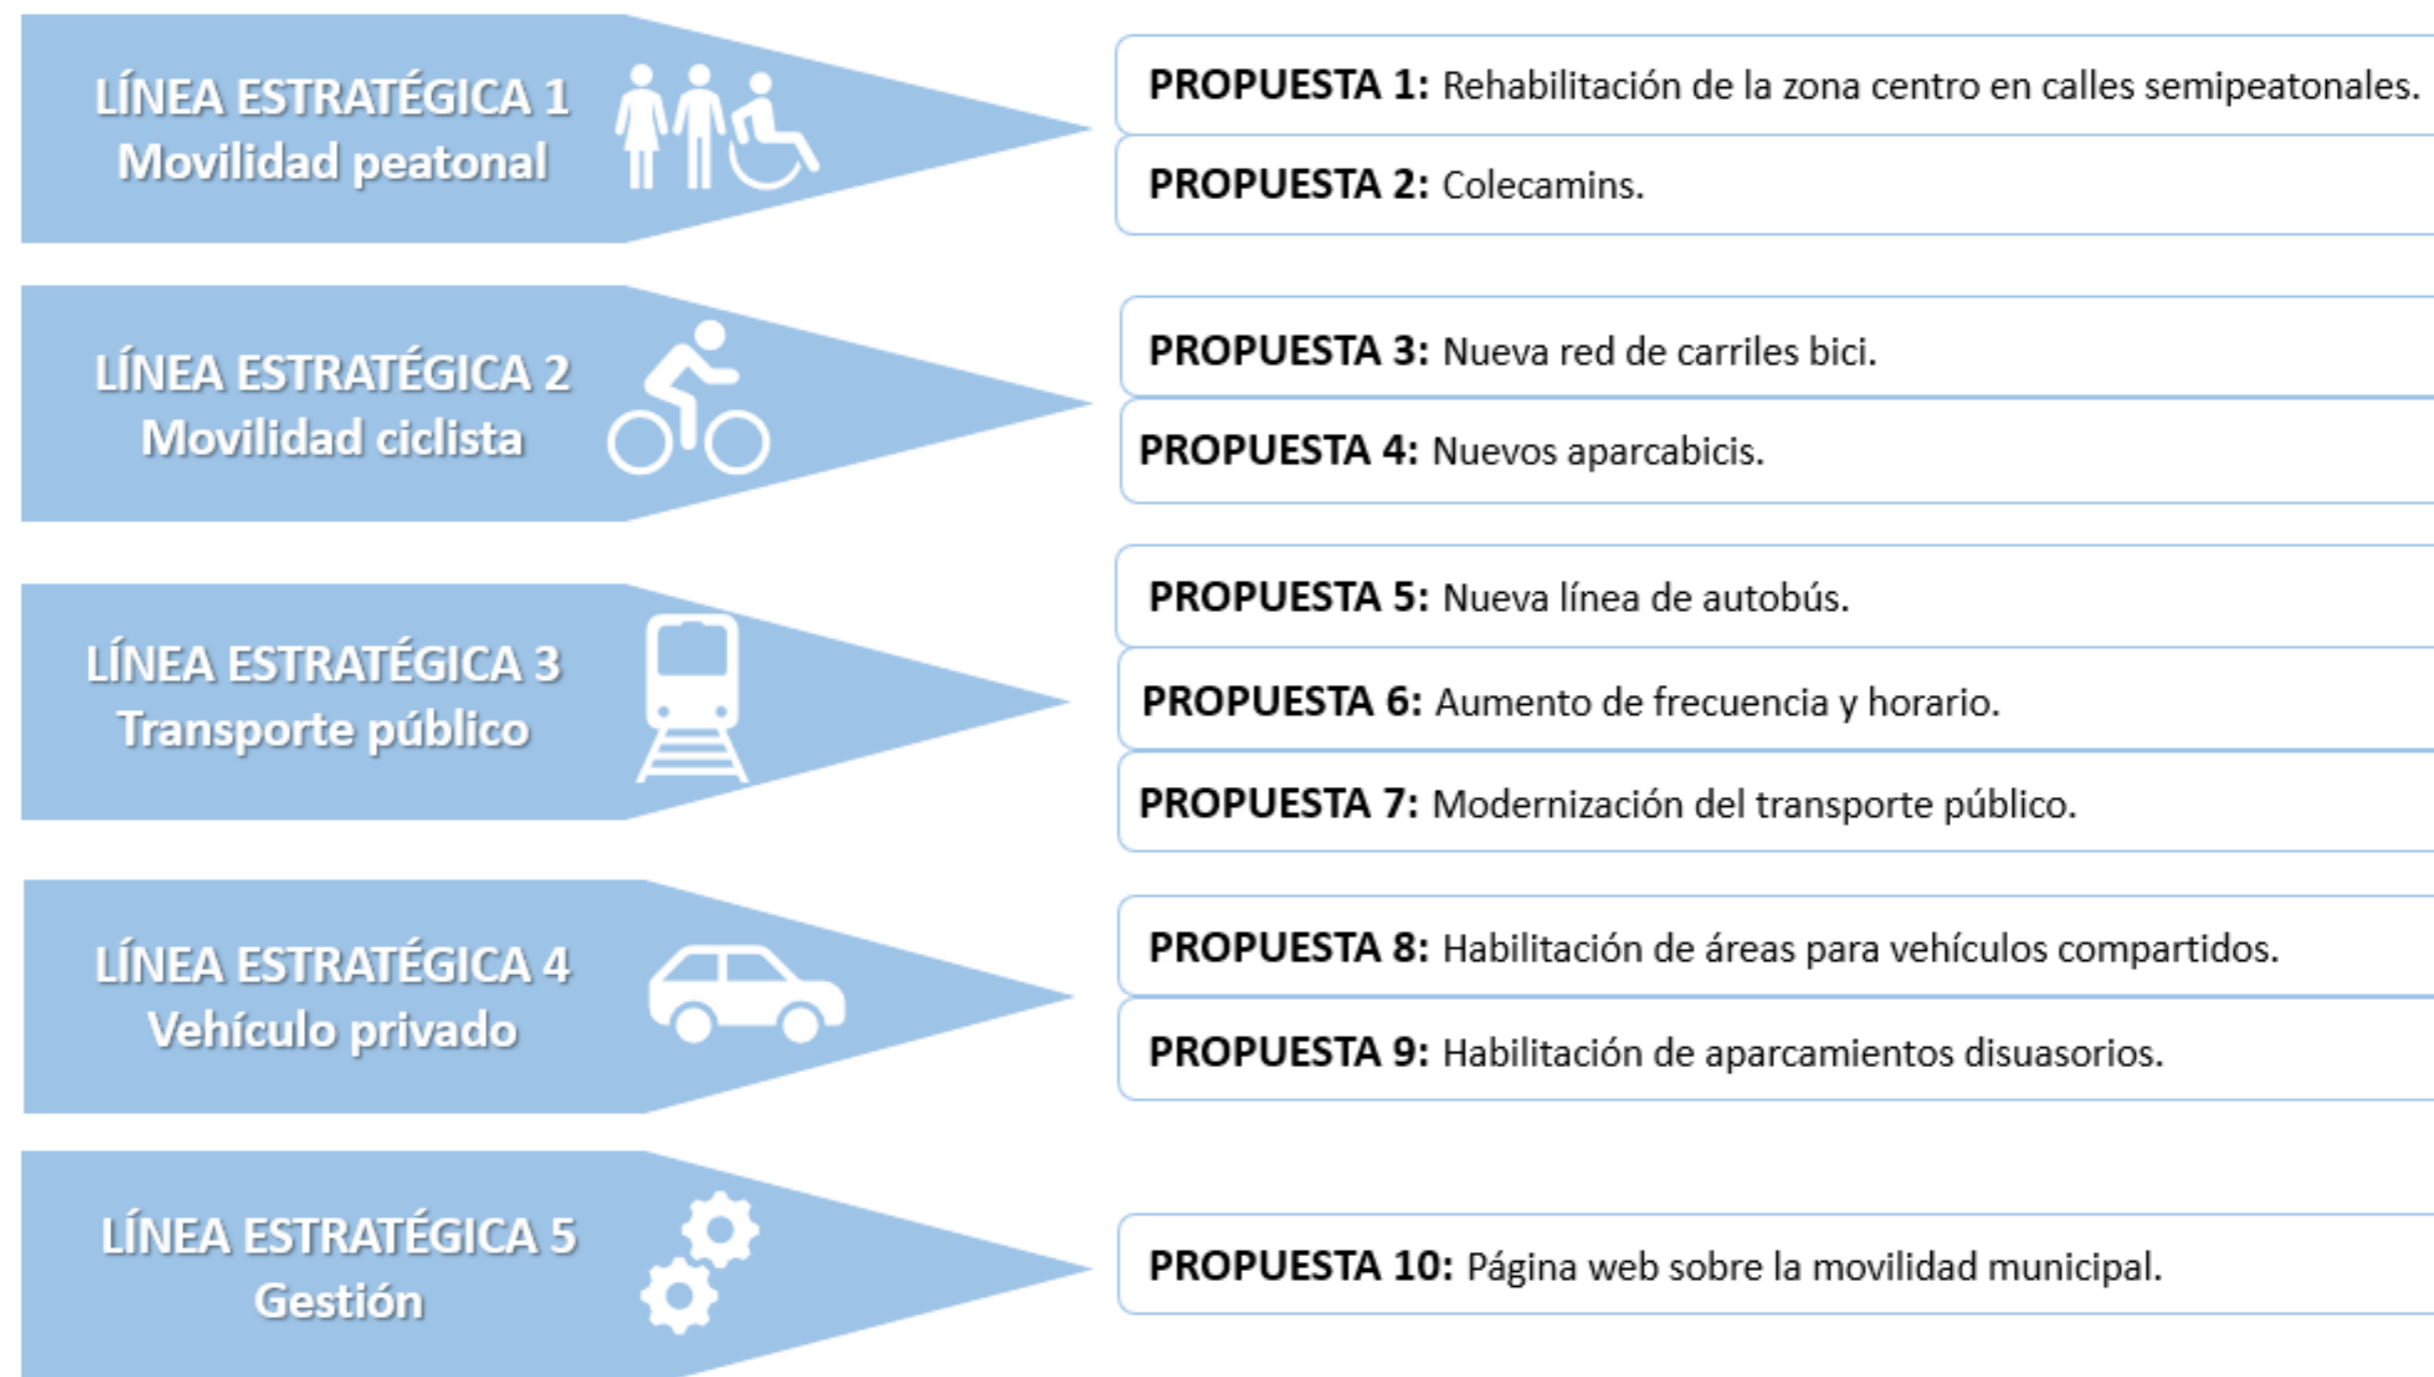 LÍNEA ESTRATÉGICA 1
Movilidad peatonal
PROPUESTA 1: Rehabilitación de la zona centro en calles semipeatonales.
PROPUESTA 2: Colecamins.
LÍNEA ESTRATÉGICA 2
Movilidad ciclista
PROPUESTA 3: Nueva red de carriles bici.
PROPUESTA 4: Nuevos aparcabicis.
LÍNEA ESTRATÉGICA 3
Transporte público
PROPUESTA 5: Nueva línea de autobús.
PROPUESTA 6: Aumento de frecuencia y horario.
PROPUESTA 7: Modernización del transporte público.
LÍNEA ESTRATÉGICA 4
Vehículo privado
PROPUESTA 8: Habilitación de áreas para vehículos compartidos.
PROPUESTA 9: Habilitación de aparcamientos disuasorios.
LÍNEA ESTRATÉGICA 5
Gestión
PROPUESTA 10: Página web sobre la movilidad municipal.